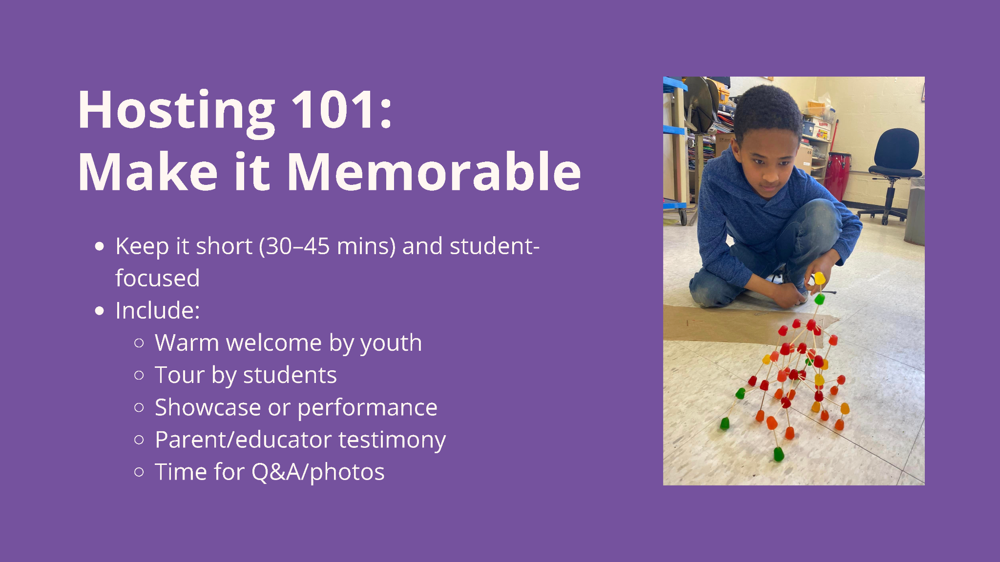 Hosting 101:
Make it Memorable
• Keep it short (30–45 mins) and student-
focused
• Include:
○ Warm welcome by youth
○ Tour by students
○ Showcase or performance
○ Parent/educator testimony
○ Time for Q&A/photos